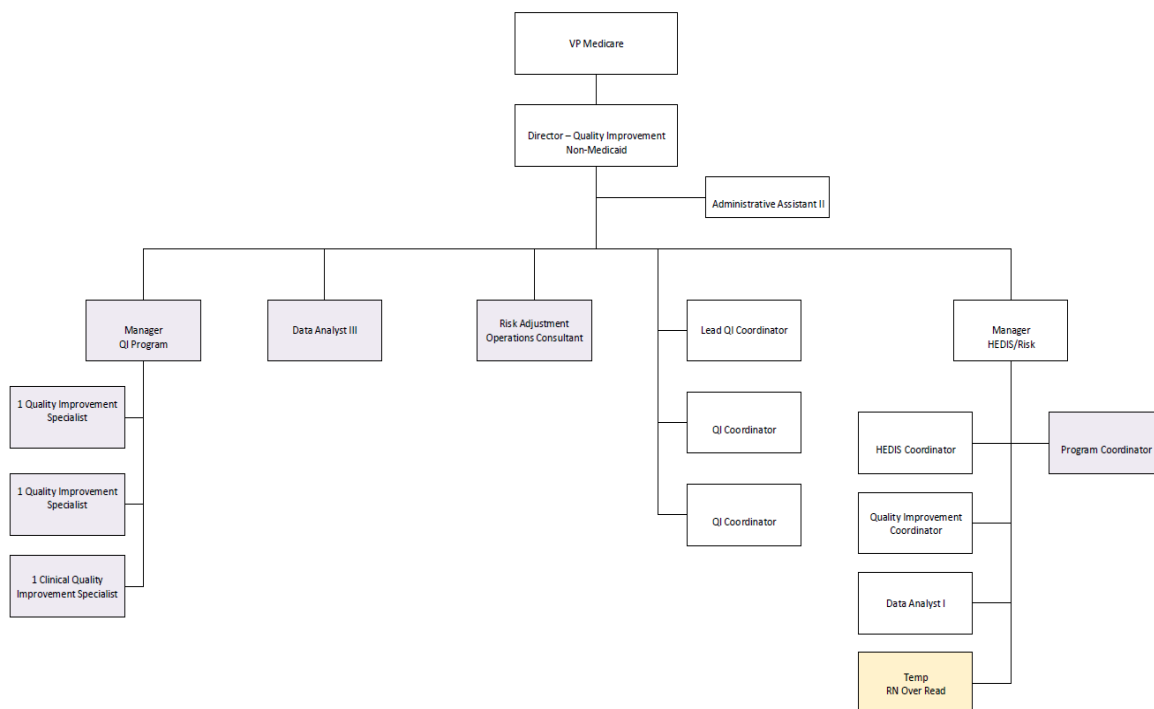 VP Medicare
Director – Quality Improvement
Non-Medicaid
Administrative Assistant II
Manager
QI Program
Data Analyst III
Risk Adjustment
Operations Consultant
Lead QI Coordinator
Manager
HEDIS/Risk
1 Quality Improvement
Specialist
QI Coordinator
HEDIS Coordinator
Program Coordinator
1 Quality Improvement
Specialist
QI Coordinator
Quality Improvement
Coordinator
1 Clinical Quality
Improvement Specialist
Data Analyst I
Temp
RN Over Read